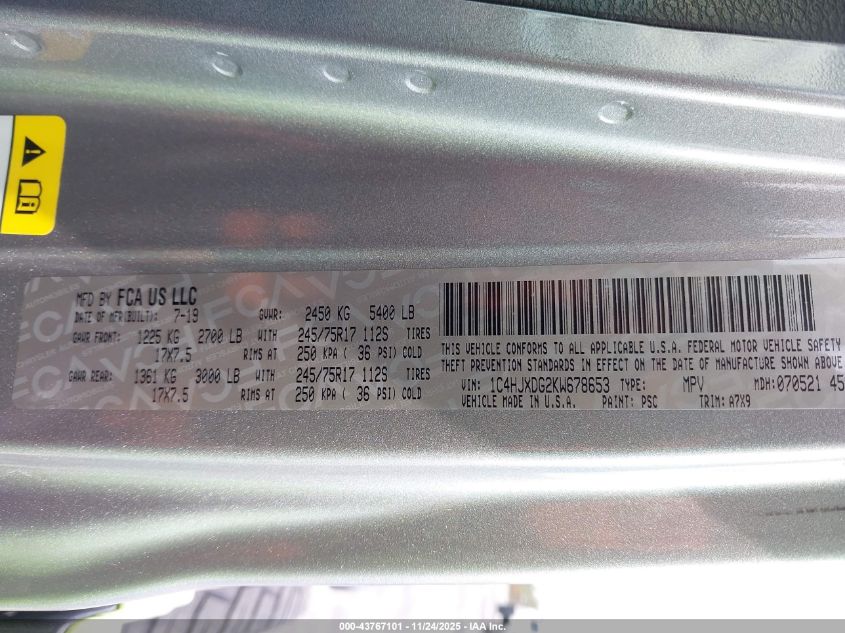 MFD BY FCA US LLC
DATE OF MFR(BUILT): 7-19 GVWR: 2450 KG 5400 LB
GAWR FRONT: 1225 KG 2700 LB WITH 245/75R17 112S TIRES
17X7.5 RIMS AT 250 KPA ( 36 PSI) COLD
GAWR REAR: 1361 KG 3000 LB WITH 245/75R17 112S TIRES
17X7.5 RIMS AT 250 KPA ( 36 PSI) COLD
THIS VEHICLE CONFORMS TO ALL APPLICABLE U.S.A. FEDERAL MOTOR VEHICLE SAFETY
THEFT PREVENTION STANDARDS IN EFFECT ON THE DATE OF MANUFACTURE SHOWN ABOVE
VIN: 1C4HJXDG2KW678653 TYPE: MPV MDH: 070521 45
VEHICLE MADE IN U.S.A. PAINT: PSC TRIM: A7X9
000-43767101 - 11/24/2025 - IAA Inc.